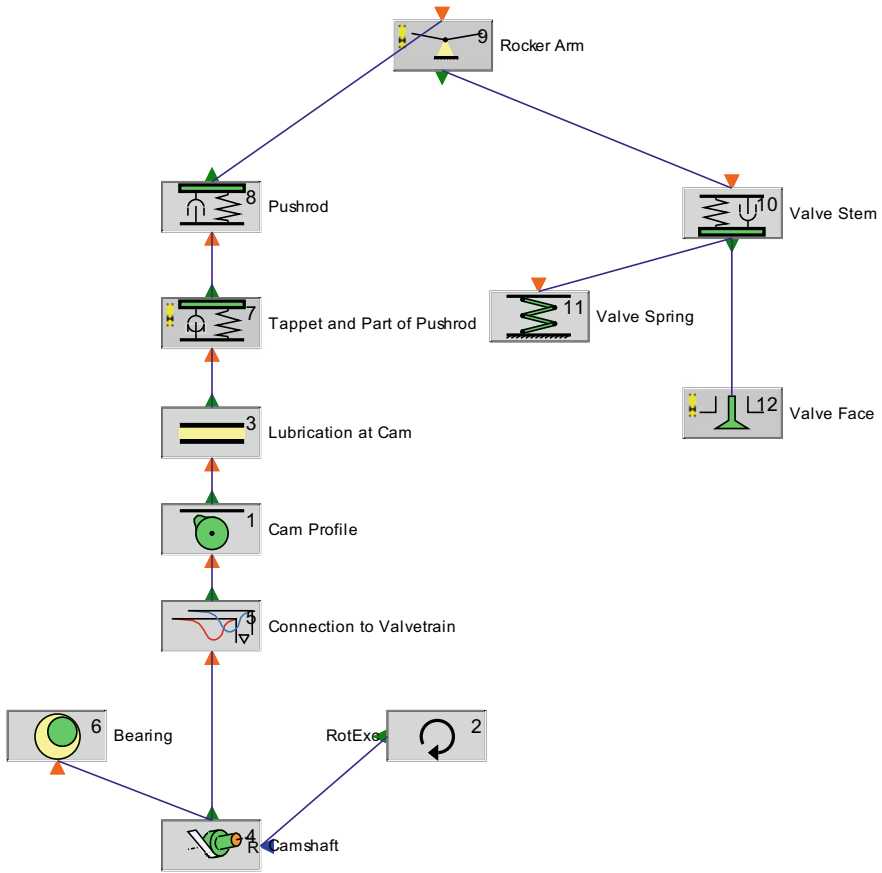 9
Rocker Arm
8
Pushrod
10
Valve Stem
7
Tappet and Part of Pushrod
11
Valve Spring
12
Valve Face
3
Lubrication at Cam
1
Cam Profile
5
Connection to Valvetrain
6
Bearing
RotExc
2
4
R
Camshaft